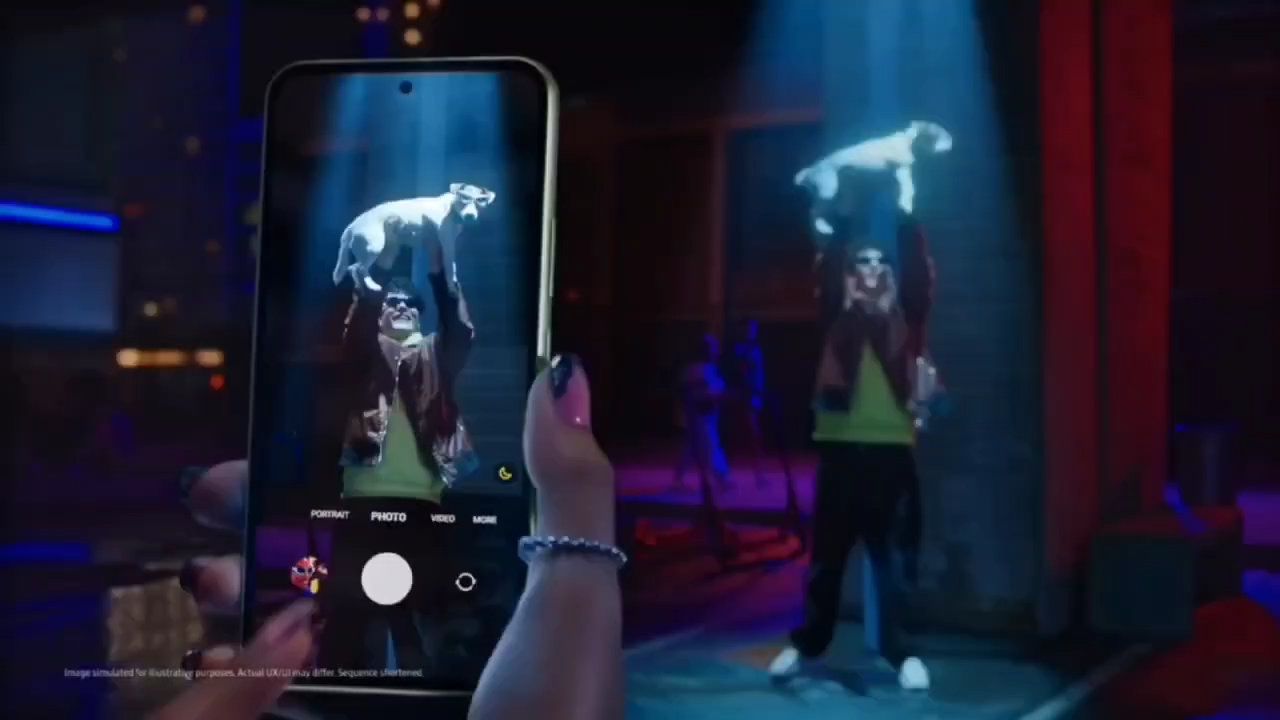 PORTRAIT PHOTO VIDEO MORE
Image simulated for illustrative purposes. Actual UX/UI may differ. Sequence shortened.